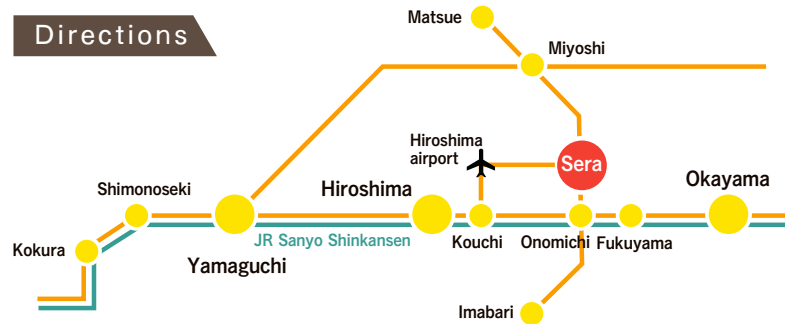 Directions
Matsue
Miyoshi
Hiroshima
airport
Sera
Shimonoseki
Hiroshima
Okayama
Kokura
JR Sanyo Shinkansen
Kouchi
Onomichi
Fukuyama
Yamaguchi
Imabari